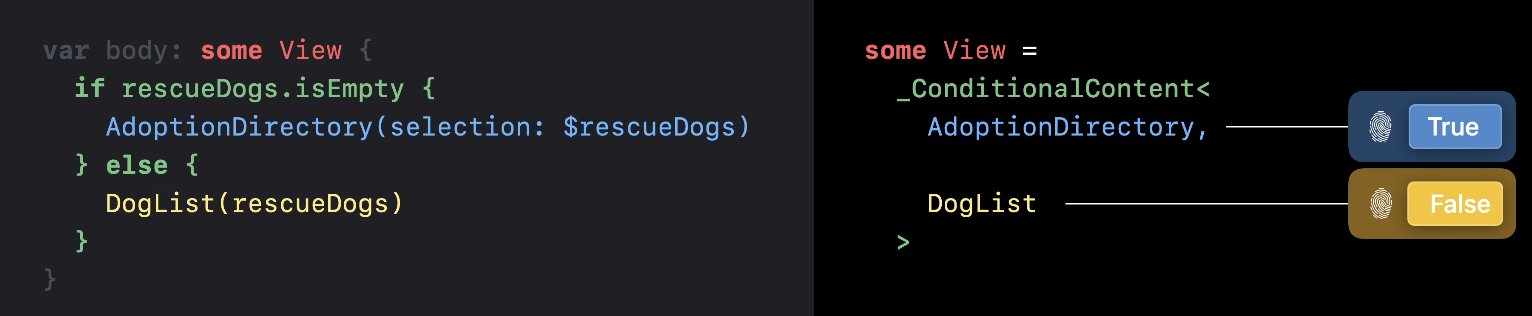 var body: some View {
if rescueDogs.isEmpty {
AdoptionDirectory(selection: $rescueDogs)
} else {
DogList(rescueDogs)
}
}
some View =
_ConditionalContent<
AdoptionDirectory,
True
DogList
False
>